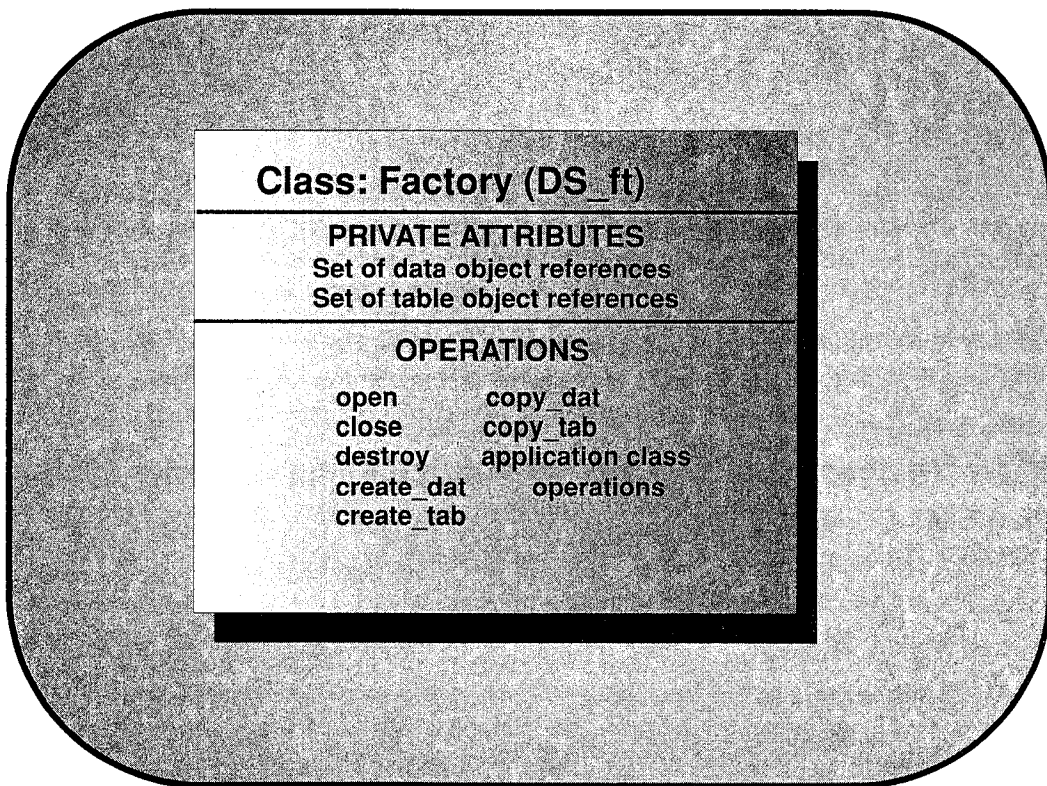 Class: Factory (DS_ft)
PRIVATE ATTRIBUTES
Set of data object references
Set of table object references
OPERATIONS
open copy_dat
close copy_tab
destroy application class
create_dat operations
create_tab